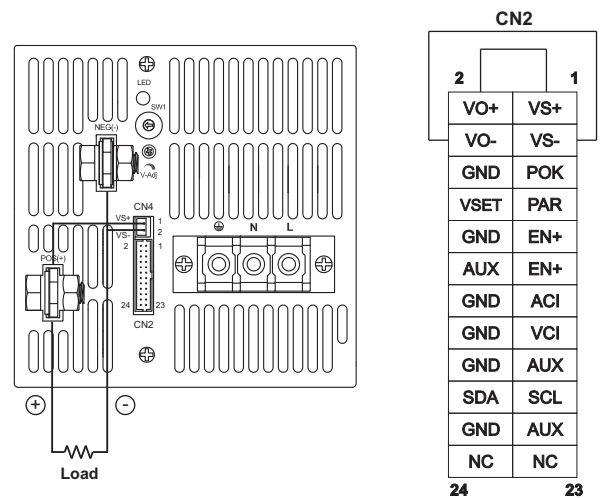 CN2
LED
SW1
NEG(-)
V-Adj
CN4
VS+ 1
VS- 2
2 1
POS(+)
N L
24 23
CN2
+ -
Load
2 1
VO+ VS+
VO- VS-
GND POK
VSET PAR
GND EN+
AUX EN+
GND ACI
GND VCI
GND AUX
SDA SCL
GND AUX
NC NC
24 23